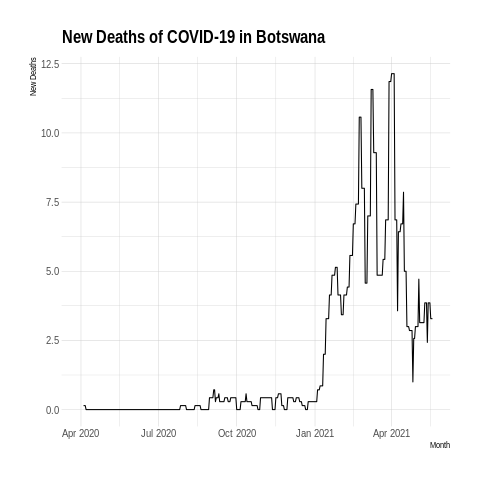 New Deaths of COVID-19 in Botswana
New Deaths
12.5
10.0
7.5
5.0
2.5
0.0
Apr 2020 Jul 2020 Oct 2020 Jan 2021 Apr 2021
Month